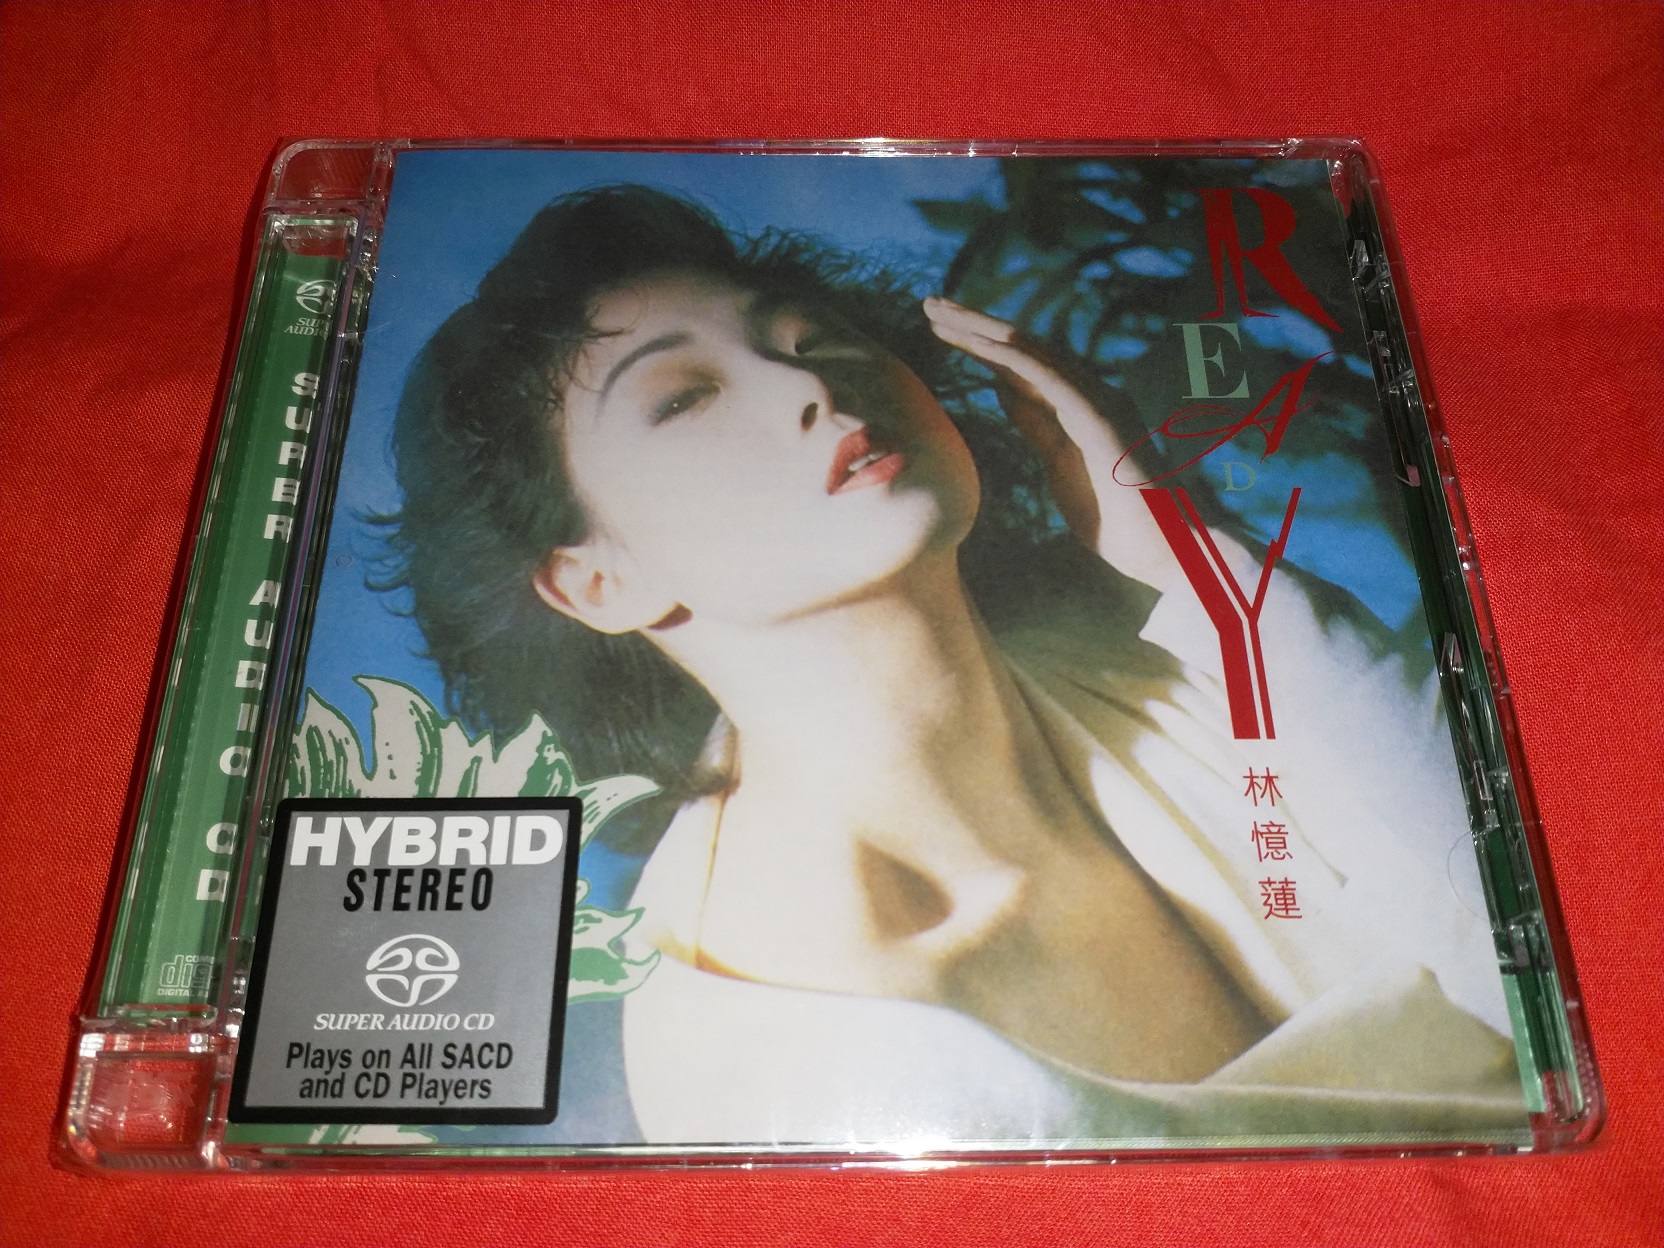 SUPER AUDIO CD
READY
林憶蓮
HYBRID
STEREO
SUPER AUDIO CD
Plays on All SACD
and CD Players